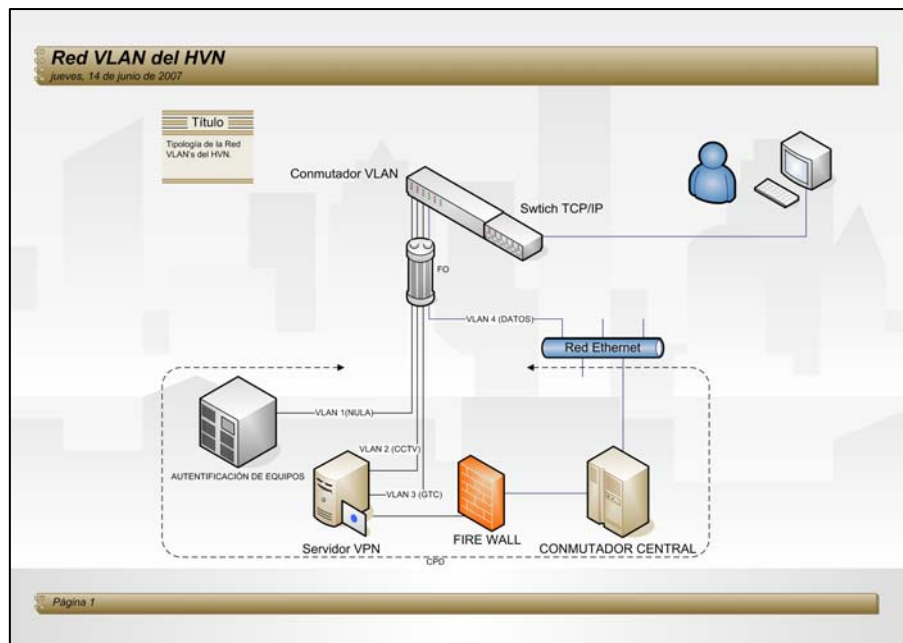 Red VLAN del HVN
jueves, 14 de junio de 2007
Título
Tipología de la Red
VLAN's del HVN.
Conmutador VLAN
Swtich TCP/IP
FO
VLAN 4 (DATOS)
Red Ethernet
VLAN 1(NULA)
VLAN 2 (CCTV)
AUTENTIFICACIÓN DE EQUIPOS
VLAN 3 (GTC)
Servidor VPN
FIRE WALL
CONMUTADOR CENTRAL
CPD
Página 1